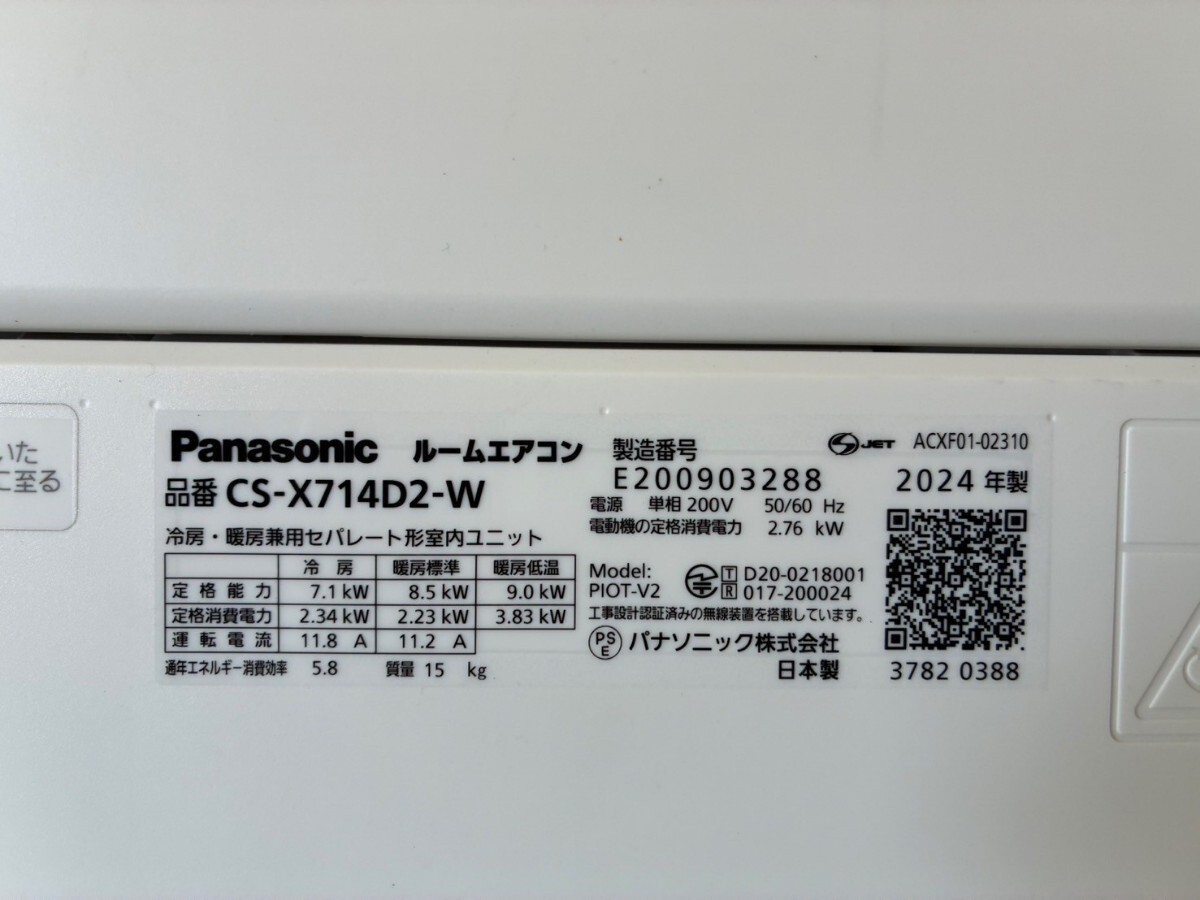 いた
に至る
Panasonic ルームエアコン
品番 CS-X714D2-W
冷房・暖房兼用セパレート形室内ユニット
冷房 暖房標準 暖房低温
定格能力 7.1 kW 8.5 kW 9.0 kW
定格消費電力 2.34 kW 2.23 kW 3.83 kW
運転電流 11.8 A 11.2 A
通年エネルギー消費効率 5.8 質量 15 kg
製造番号
E200903288
電源 単相 200V 50/60 Hz
電動機の定格消費電力 2.76 kW
Model:
PIOT-V2
T D20-0218001
R 017-200024
工事設計認証済みの無線装置を搭載しています。
PSE パナソニック株式会社
日本製
JET ACXF01-02310
2024 年製
3782 0388